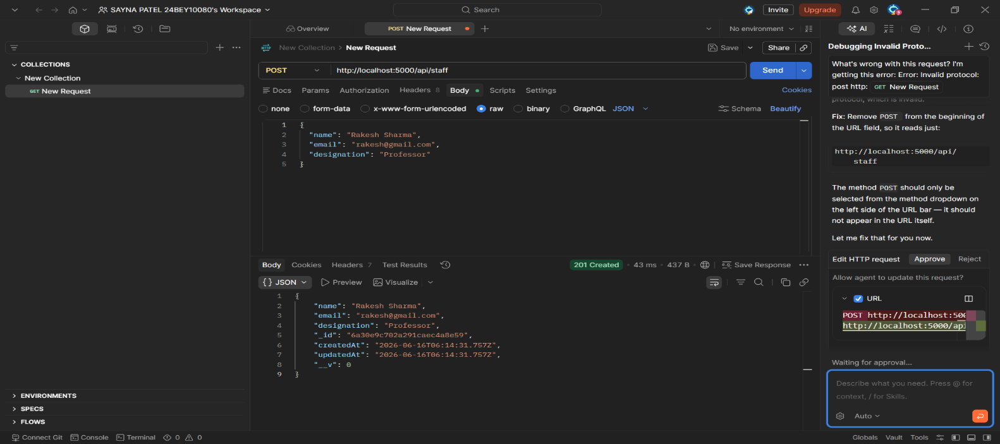 SAYNA PATEL 24BEY10080's Workspace
Search
Invite
Upgrade
Overview
POST New Request
No environment
AI
New Collection > New Request
Save
Share
Debugging Invalid Proto...
COLLECTIONS
New Collection
GET New Request
POST
http://localhost:5000/api/staff
Send
What's wrong with this request? I'm
getting this error: Error: Invalid protocol:
post http: GET New Request
protocol, which is invalid.
Docs
Params
Authorization
Headers 8
Body
Scripts
Settings
Cookies
none
form-data
x-www-form-urlencoded
raw
binary
GraphQL
JSON
Schema
Beautify
1 {
2 "name": "Rakesh Sharma",
3 "email": "rakesh@gmail.com",
4 "designation": "Professor"
5 }
Fix: Remove POST from the beginning of
the URL field, so it reads just:
http://localhost:5000/api/
staff
The method POST should only be
selected from the method dropdown on
the left side of the URL bar — it should
not appear in the URL itself.
Let me fix that for you now.
Body
Cookies
Headers 7
Test Results
201 Created
43 ms
437 B
e.g. Save Response
{} JSON
Preview
Visualize
1 {
2 "name": "Rakesh Sharma",
3 "email": "rakesh@gmail.com",
4 "designation": "Professor",
5 "_id": "6a30e9c702a291caec4a8e59",
6 "createdAt": "2026-06-16T06:14:31.757Z",
7 "updatedAt": "2026-06-16T06:14:31.757Z",
8 "__v": 0
9 }
Edit HTTP request
Approve
Reject
Allow agent to update this request?
URL
POST http://localhost:500
http://localhost:5000/api
Waiting for approval...
Describe what you need. Press @ for
context, / for Skills.
Auto
ENVIRONMENTS
SPECS
FLOWS
Connect Git
Console
Terminal
0
0
Globals
Vault
Tools